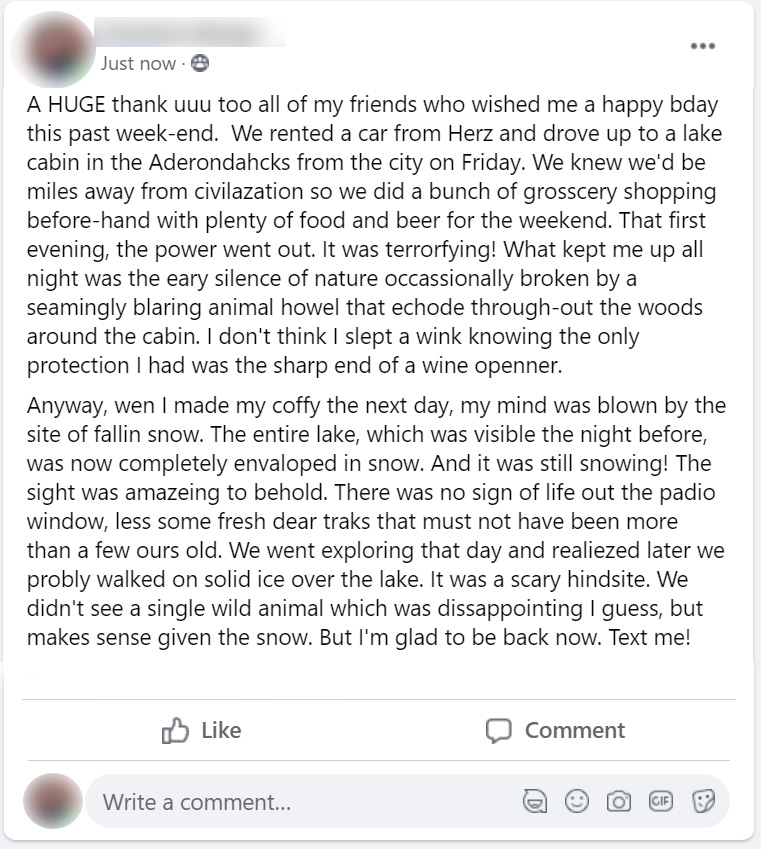 Just now ·
A HUGE thank uuu too all of my friends who wished me a happy bday
this past week-end.  We rented a car from Herz and drove up to a lake
cabin in the Aderondahcks from the city on Friday. We knew we'd be
miles away from civilazation so we did a bunch of grosscery shopping
before-hand with plenty of food and beer for the weekend. That first
evening, the power went out. It was terrorfying! What kept me up all
night was the eary silence of nature occassionally broken by a
seamingly blaring animal howel that echode through-out the woods
around the cabin. I don't think I slept a wink knowing the only
protection I had was the sharp end of a wine openner.
Anyway, wen I made my coffy the next day, my mind was blown by the
site of fallin snow. The entire lake, which was visible the night before,
was now completely envaloped in snow. And it was still snowing! The
sight was amazeing to behold. There was no sign of life out the padio
window, less some fresh dear traks that must not have been more
than a few ours old. We went exploring that day and realiezed later we
probly walked on solid ice over the lake. It was a scary hindsite. We
didn't see a single wild animal which was dissappointing I guess, but
makes sense given the snow. But I'm glad to be back now. Text me!
Like
Comment
Write a comment...
GIF